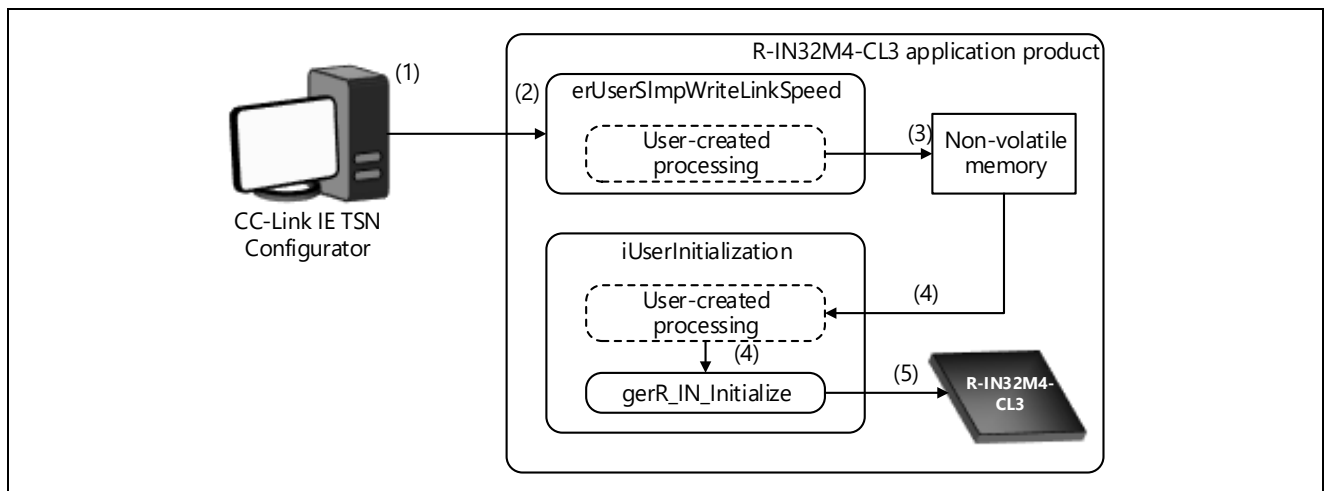 R-IN32M4-CL3 application product
(1)
(2)
erUserSImpWriteLinkSpeed
User-created
processing
(3)
Non-volatile
memory
CC-Link IE TSN
Configurator
iUserInitialization
User-created
processing
(4)
(4)
gerR_IN_Initialize
(5)
R-IN32M4-
CL3